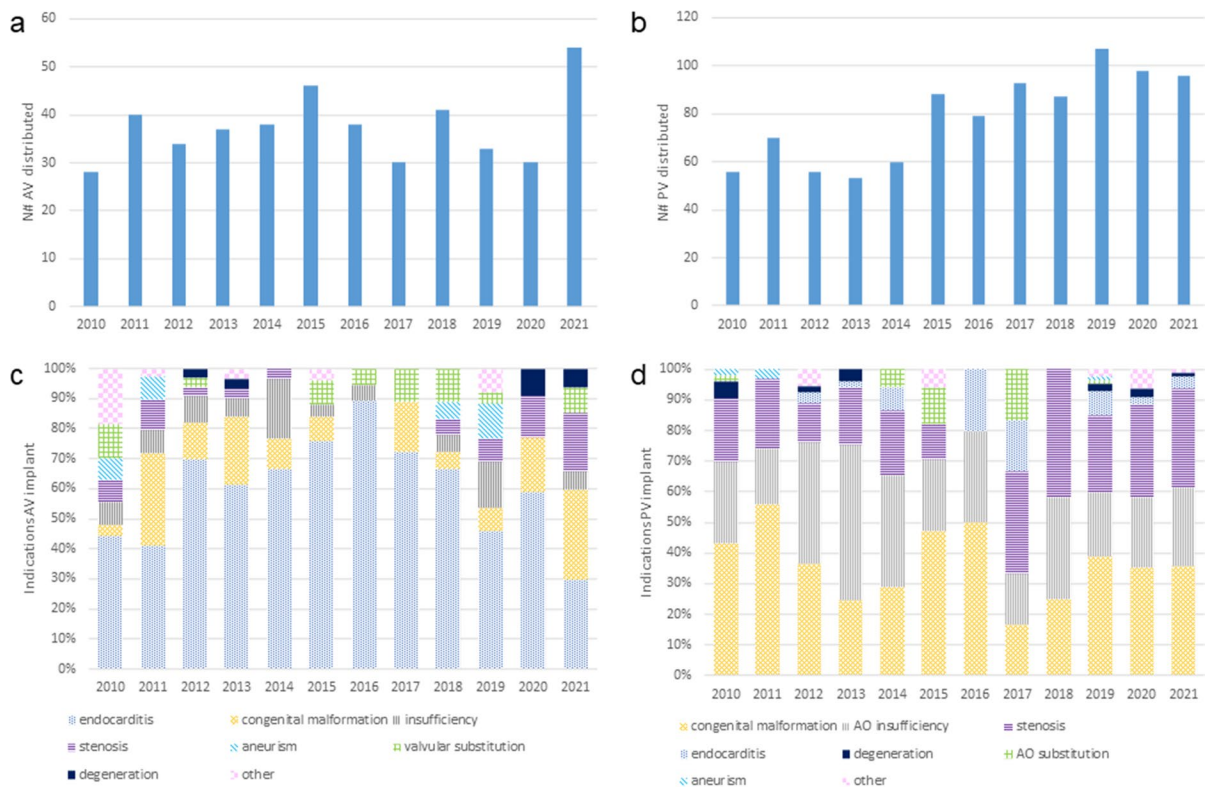 a
N# AV distributed
60
50
40
30
20
10
0
2010 2011 2012 2013 2014 2015 2016 2017 2018 2019 2020 2021
b
N# PV distributed
120
100
80
60
40
20
0
2010 2011 2012 2013 2014 2015 2016 2017 2018 2019 2020 2021
c
IndicationsAV implant
100%
90%
80%
70%
60%
50%
40%
30%
20%
10%
0%
2010 2011 2012 2013 2014 2015 2016 2017 2018 2019 2020 2021
endocarditis congenital malformation insufficiency
stenosis aneurism valvular substitution
degeneration other
d
IndicationsPV implant
100%
90%
80%
70%
60%
50%
40%
30%
20%
10%
0%
2010 2011 2012 2013 2014 2015 2016 2017 2018 2019 2020 2021
congenital malformation AO insufficiency stenosis
endocarditis degeneration AO substitution
aneurism other